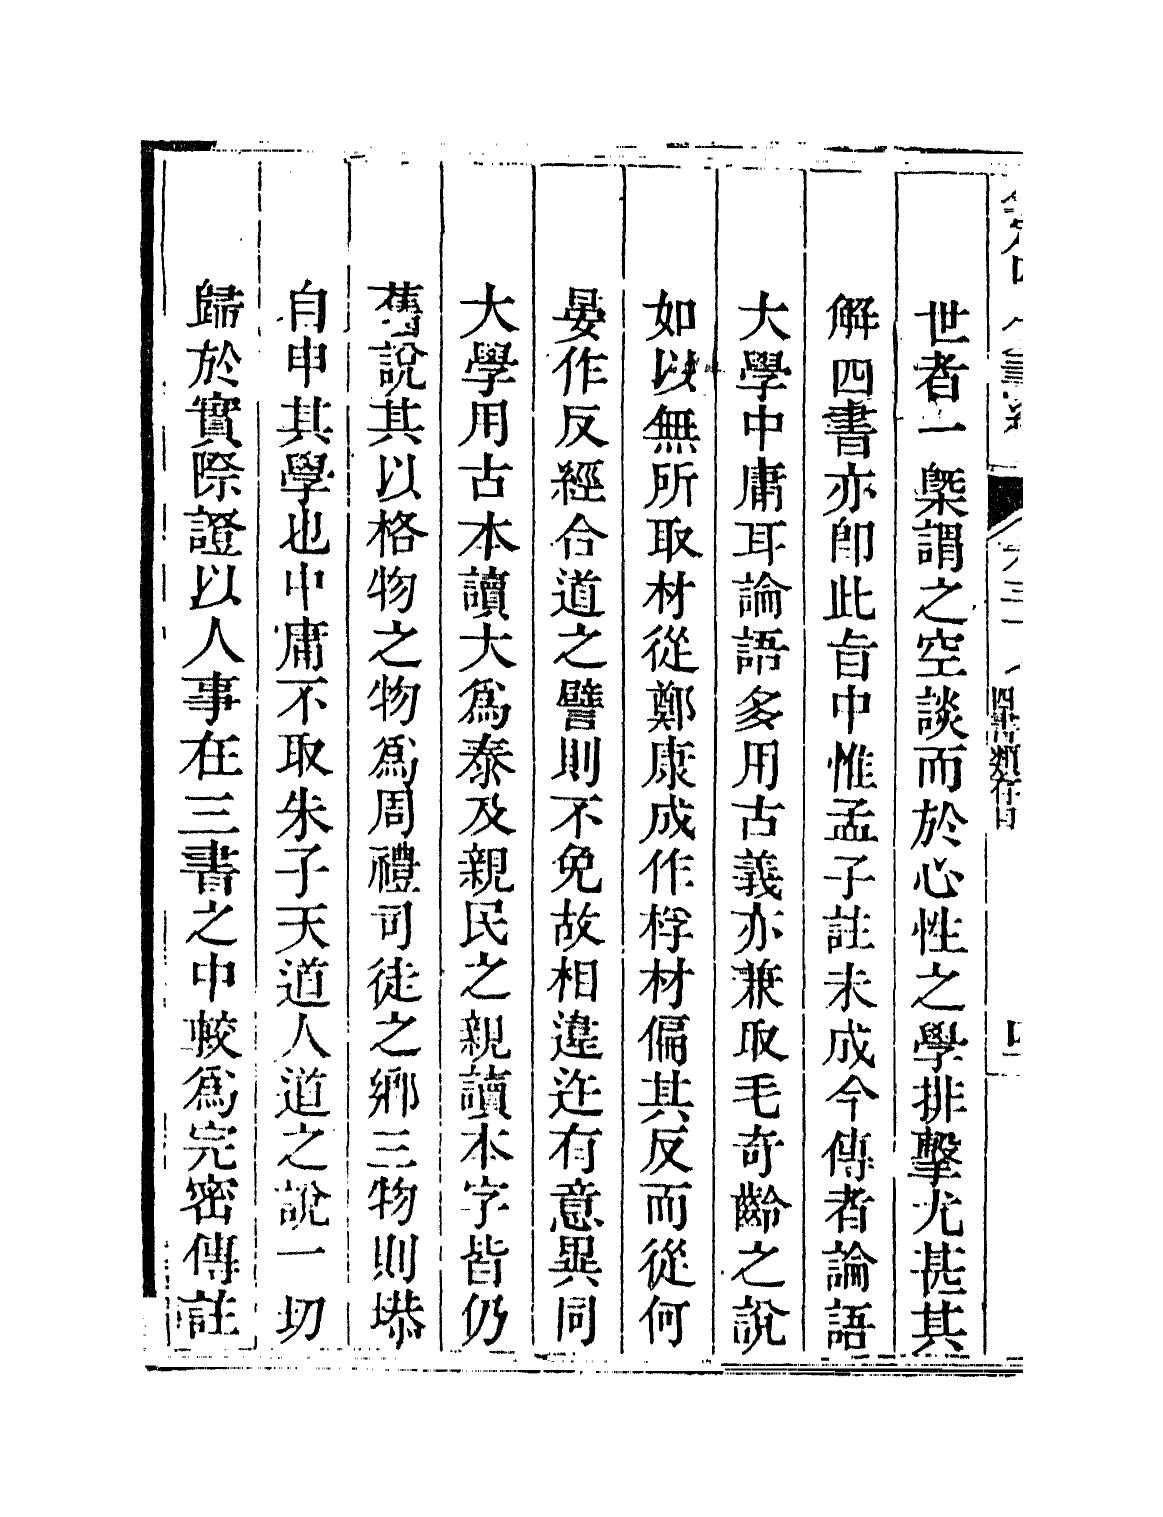 世者一槩謂之空談而於心性之學排擊尤甚其
解四書亦卽此旨中惟孟子註未成今傳者論語
大學中庸耳論語多用古義亦兼取毛奇齡之說
如以無所取材從鄭康成作桴材偏其反而從何
晏作反經合道之譬則不免故相違迕有意異同
大學用古本讀大爲泰及親民之親讀本字皆仍
舊說其以格物之物爲周禮司徒之鄉三物則㙺
自申其學也中庸不取朱子天道人道之說一切
歸於實際證以人事在三書之中較爲完密傳註
四書類存目